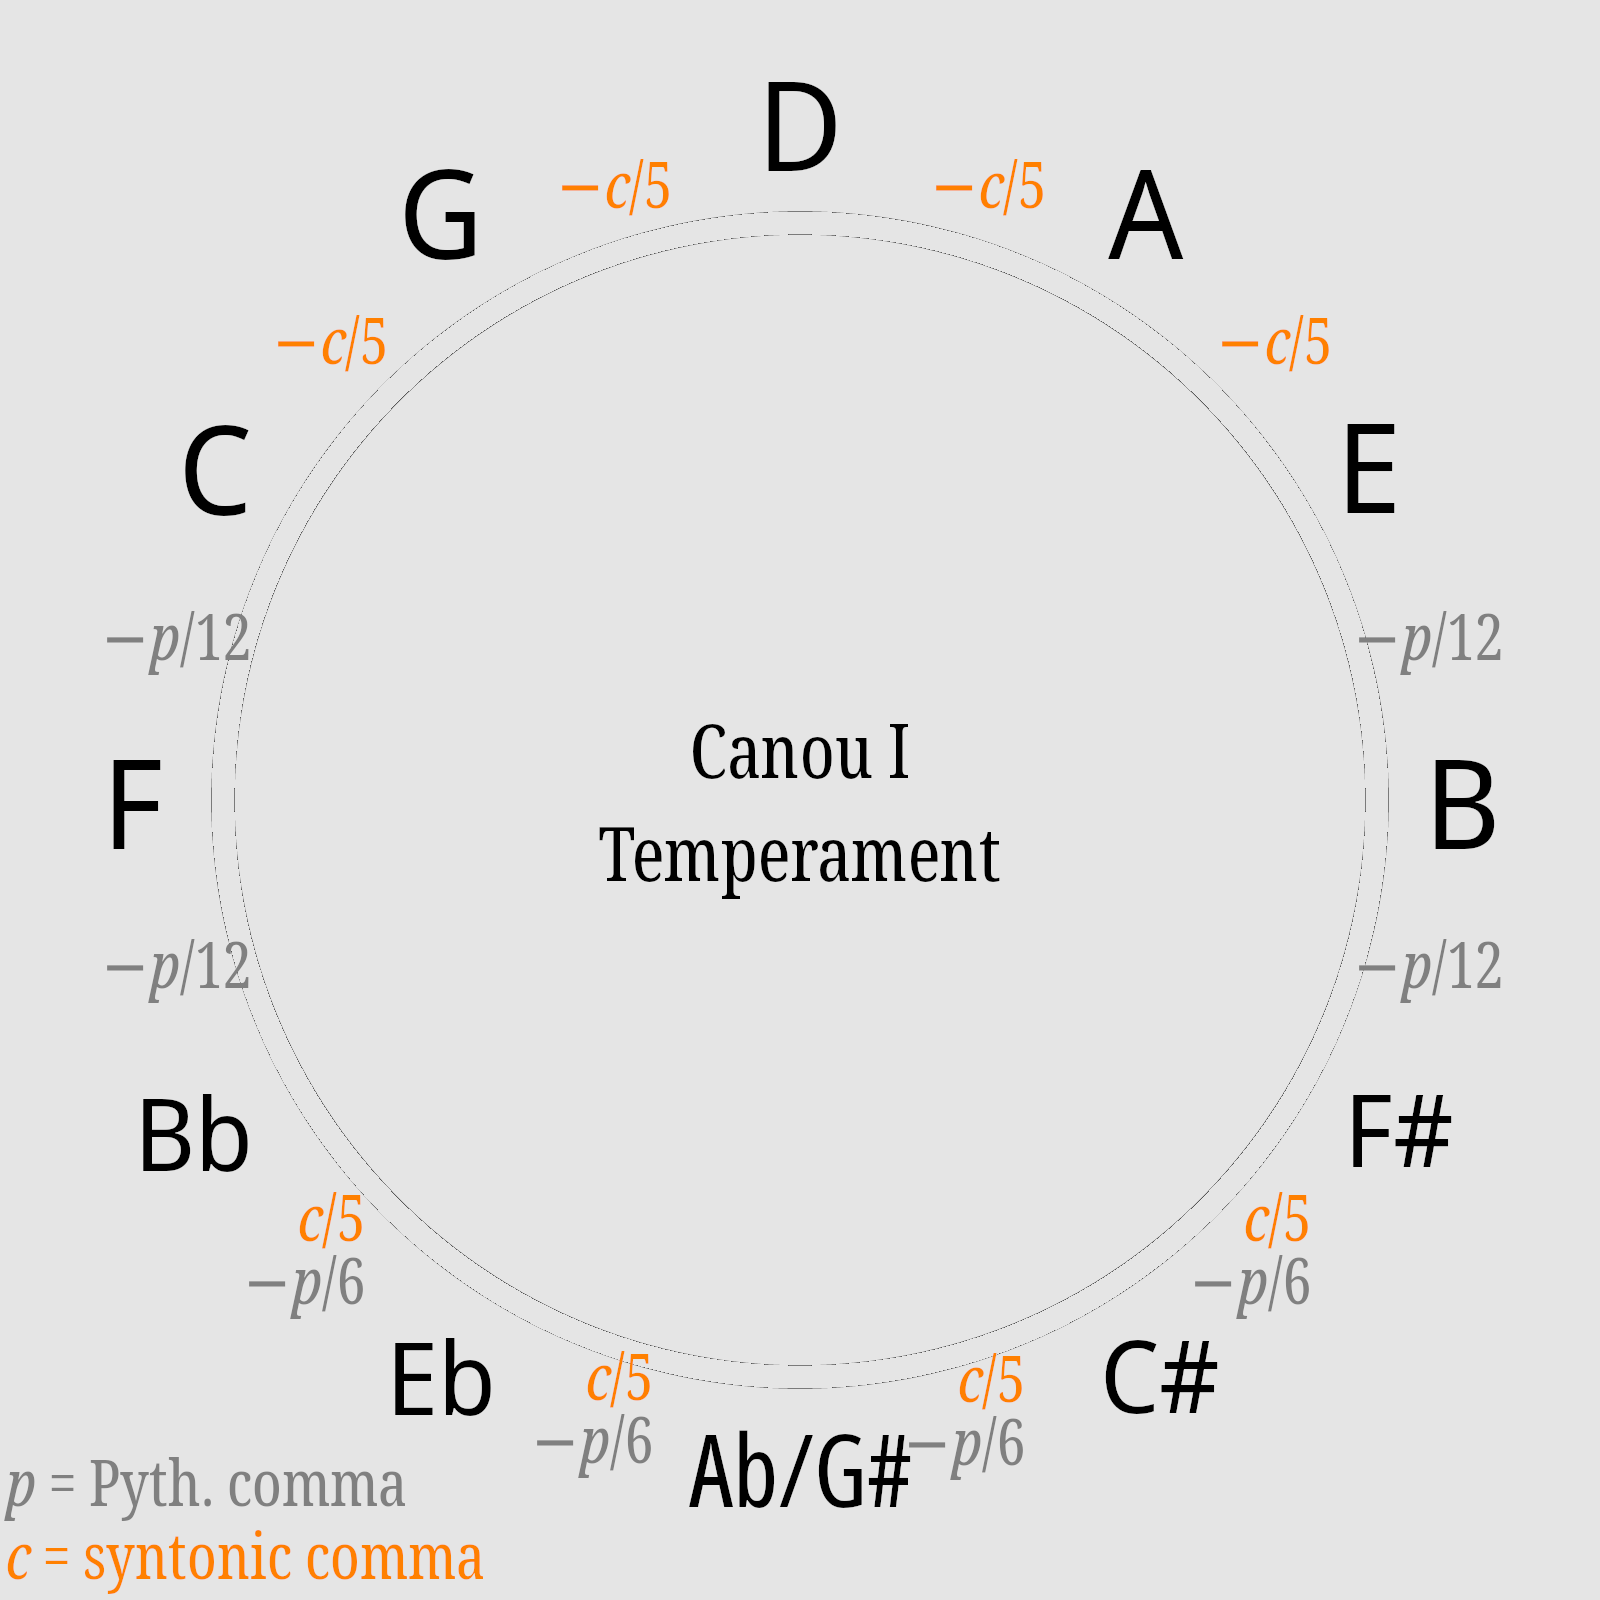 D
G −c/5 −c/5 A
−c/5 −c/5
C E
−p/12 −p/12
Canou I
F B
Temperament
−p/12 −p/12
Bb F#
c/5 c/5
−p/6 −p/6
Eb c/5 c/5 C#
−p/6 Ab/G# −p/6
p = Pyth. comma
c = syntonic comma